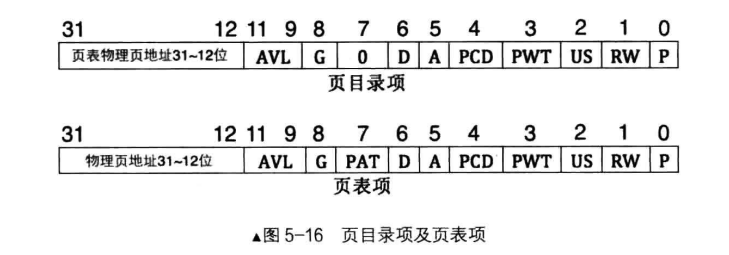 31 12 11 9 8 7 6 5 4 3 2 1 0
页表物理页地址31~12位 AVL G 0 D A PCD PWT US RW P
页目录项
31 12 11 9 8 7 6 5 4 3 2 1 0
物理页地址31~12位 AVL G PAT D A PCD PWT US RW P
页表项
▲图 5-16 页目录项及页表项